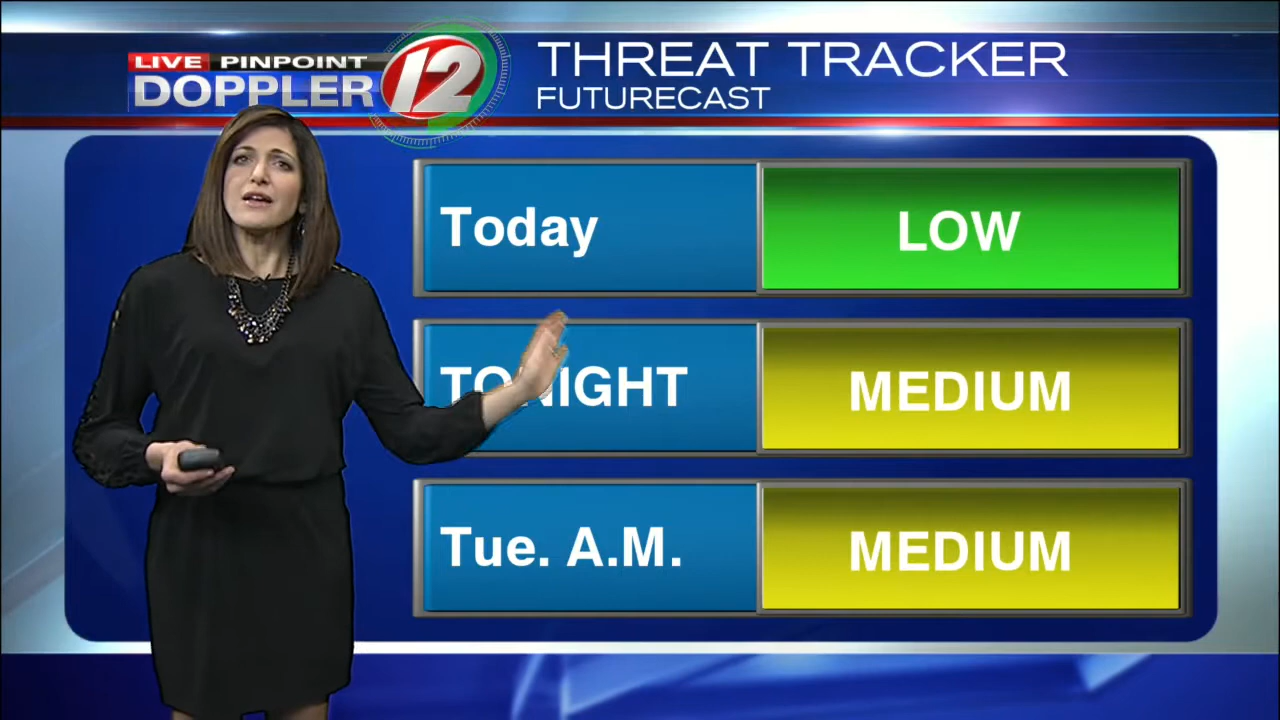 LIVE PINPOINT
DOPPLER 12
THREAT TRACKER
FUTURECAST
Today LOW
TONIGHT MEDIUM
Tue. A.M. MEDIUM